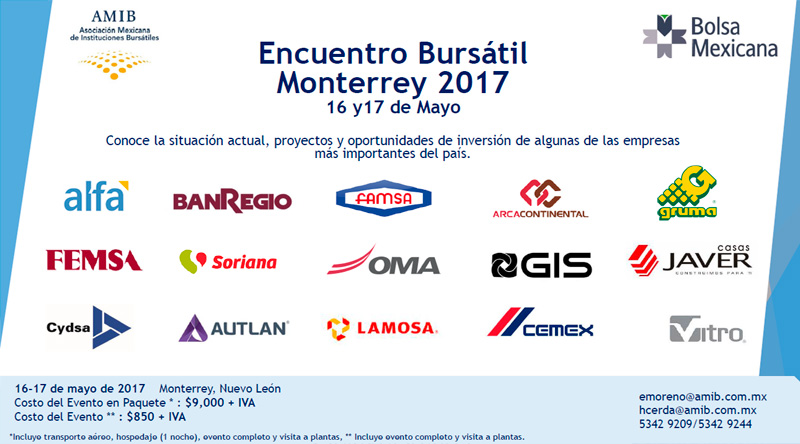 AMIB
Asociación Mexicana
de Instituciones Bursátiles
Bolsa
Mexicana
Encuentro Bursátil
Monterrey 2017
16 y17 de Mayo
Conoce la situación actual, proyectos y oportunidades de inversión de algunas de las empresas
más importantes del país.
alfa
BANREGIO
FAMSA
ARCACONTINENTAL
G
gruma
FEMSA
Soriana
OMA
GIS
casas
JAVER
CONSTRUIMOS PARA TI
Cydsa
AUTLAN
LAMOSA
CEMEX
Vitro
16-17 de mayo de 2017 Monterrey, Nuevo León
Costo del Evento en Paquete * : $9,000 + IVA
Costo del Evento ** : $850 + IVA
emoreno@amib.com.mx
hcerda@amib.com.mx
5342 9209/5342 9244
*Incluye transporte aéreo, hospedaje (1 noche), evento completo y visita a plantas, ** Incluye evento completo y visita a plantas.